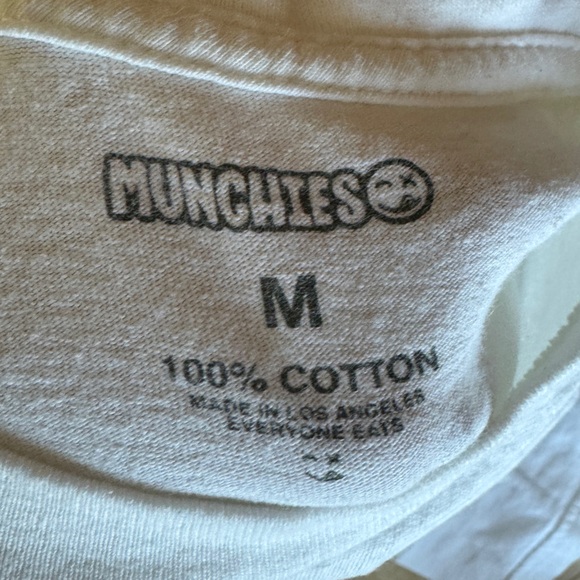 MUNCHIES
M
100% COTTON
MADE IN LOS ANGELES
EVERYONE EATS